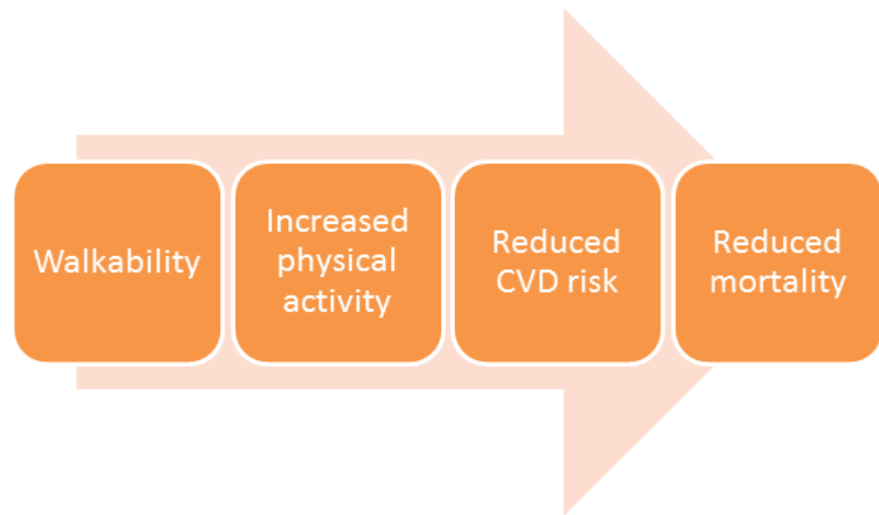 Walkability
Increased
physical
activity
Reduced
CVD risk
Reduced
mortality